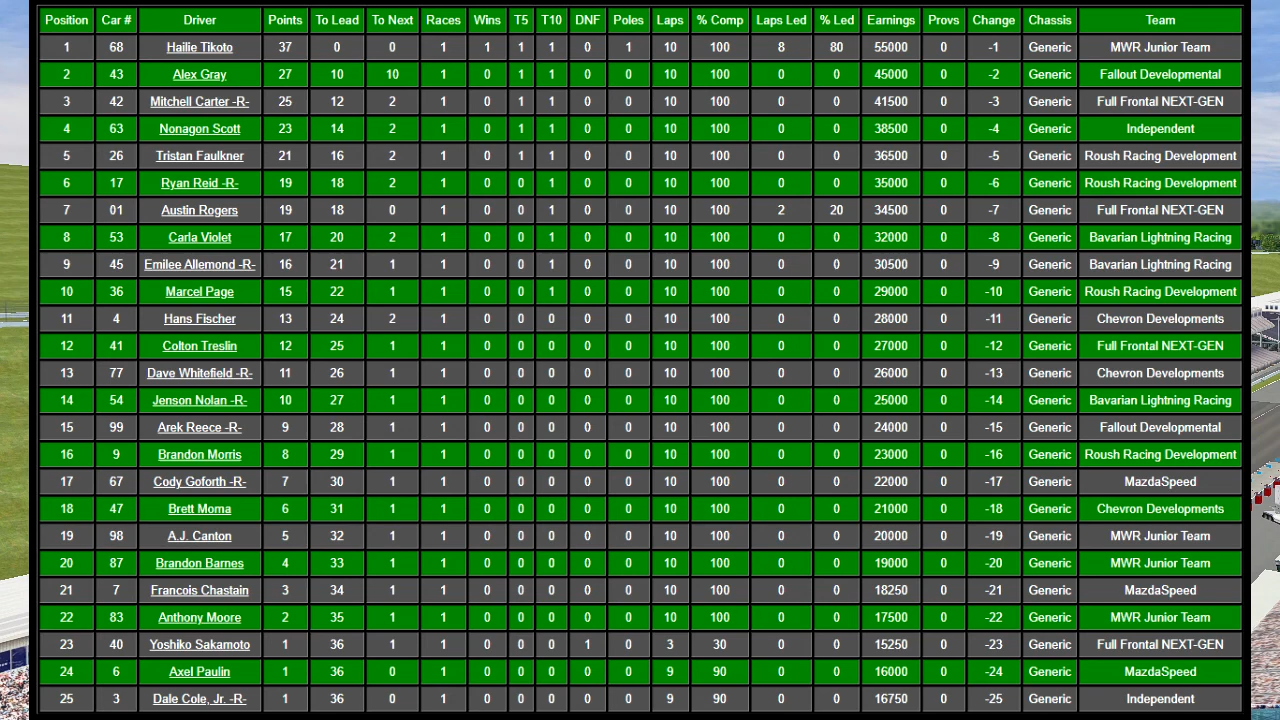 Position Car # Driver Points To Lead To Next Races Wins T5 T10 DNF Poles Laps % Comp Laps Led % Led Earnings Provs Change Chassis Team
1 68 Hailie Tikoto 37 0 0 1 1 1 1 0 1 10 100 8 80 55000 0 -1 Generic MWR Junior Team
2 43 Alex Gray 27 10 10 1 0 1 1 0 0 10 100 0 0 45000 0 -2 Generic Fallout Developmental
3 42 Mitchell Carter -R- 25 12 2 1 0 1 1 0 0 10 100 0 0 41500 0 -3 Generic Full Frontal NEXT-GEN
4 63 Nonagon Scott 23 14 2 1 0 1 1 0 0 10 100 0 0 38500 0 -4 Generic Independent
5 26 Tristan Faulkner 21 16 2 1 0 1 1 0 0 10 100 0 0 36500 0 -5 Generic Roush Racing Development
6 17 Ryan Reid -R- 19 18 2 1 0 0 1 0 0 10 100 0 0 35000 0 -6 Generic Roush Racing Development
7 01 Austin Rogers 19 18 0 1 0 0 1 0 0 10 100 2 20 34500 0 -7 Generic Full Frontal NEXT-GEN
8 53 Carla Violet 17 20 2 1 0 0 1 0 0 10 100 0 0 32000 0 -8 Generic Bavarian Lightning Racing
9 45 Emilee Allemond -R- 16 21 1 1 0 0 1 0 0 10 100 0 0 30500 0 -9 Generic Bavarian Lightning Racing
10 36 Marcel Page 15 22 1 1 0 0 1 0 0 10 100 0 0 29000 0 -10 Generic Roush Racing Development
11 4 Hans Fischer 13 24 2 1 0 0 0 0 0 10 100 0 0 28000 0 -11 Generic Chevron Developments
12 41 Colton Treslin 12 25 1 1 0 0 0 0 0 10 100 0 0 27000 0 -12 Generic Full Frontal NEXT-GEN
13 77 Dave Whitefield -R- 11 26 1 1 0 0 0 0 0 10 100 0 0 26000 0 -13 Generic Chevron Developments
14 54 Jenson Nolan -R- 10 27 1 1 0 0 0 0 0 10 100 0 0 25000 0 -14 Generic Bavarian Lightning Racing
15 99 Arek Reece -R- 9 28 1 1 0 0 0 0 0 10 100 0 0 24000 0 -15 Generic Fallout Developmental
16 9 Brandon Morris 8 29 1 1 0 0 0 0 0 10 100 0 0 23000 0 -16 Generic Roush Racing Development
17 67 Cody Goforth -R- 7 30 1 1 0 0 0 0 0 10 100 0 0 22000 0 -17 Generic MazdaSpeed
18 47 Brett Moma 6 31 1 1 0 0 0 0 0 10 100 0 0 21000 0 -18 Generic Chevron Developments
19 98 A.J. Canton 5 32 1 1 0 0 0 0 0 10 100 0 0 20000 0 -19 Generic MWR Junior Team
20 87 Brandon Barnes 4 33 1 1 0 0 0 0 0 10 100 0 0 19000 0 -20 Generic MWR Junior Team
21 7 Francois Chastain 3 34 1 1 0 0 0 0 0 10 100 0 0 18250 0 -21 Generic MazdaSpeed
22 83 Anthony Moore 2 35 1 1 0 0 0 0 0 10 100 0 0 17500 0 -22 Generic MWR Junior Team
23 40 Yoshiko Sakamoto 1 36 1 1 0 0 0 1 0 3 30 0 0 15250 0 -23 Generic Full Frontal NEXT-GEN
24 6 Axel Paulin 1 36 0 1 0 0 0 0 0 9 90 0 0 16000 0 -24 Generic MazdaSpeed
25 3 Dale Cole, Jr. -R- 1 36 0 1 0 0 0 0 0 9 90 0 0 16750 0 -25 Generic Independent